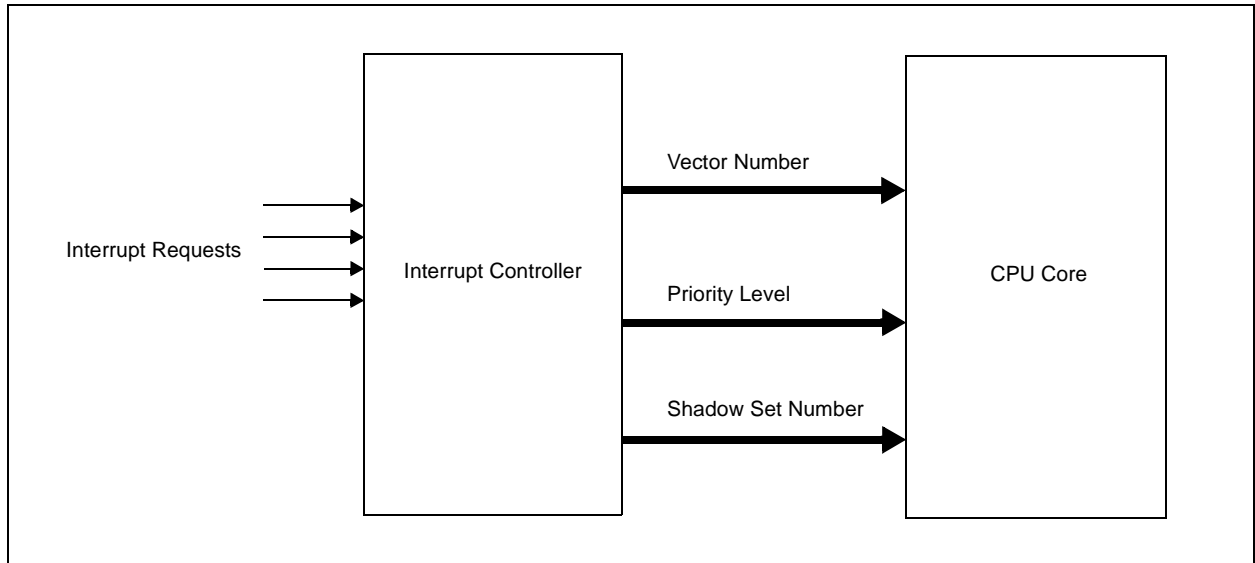 Interrupt Requests
Interrupt Controller
Vector Number
Priority Level
Shadow Set Number
CPU Core